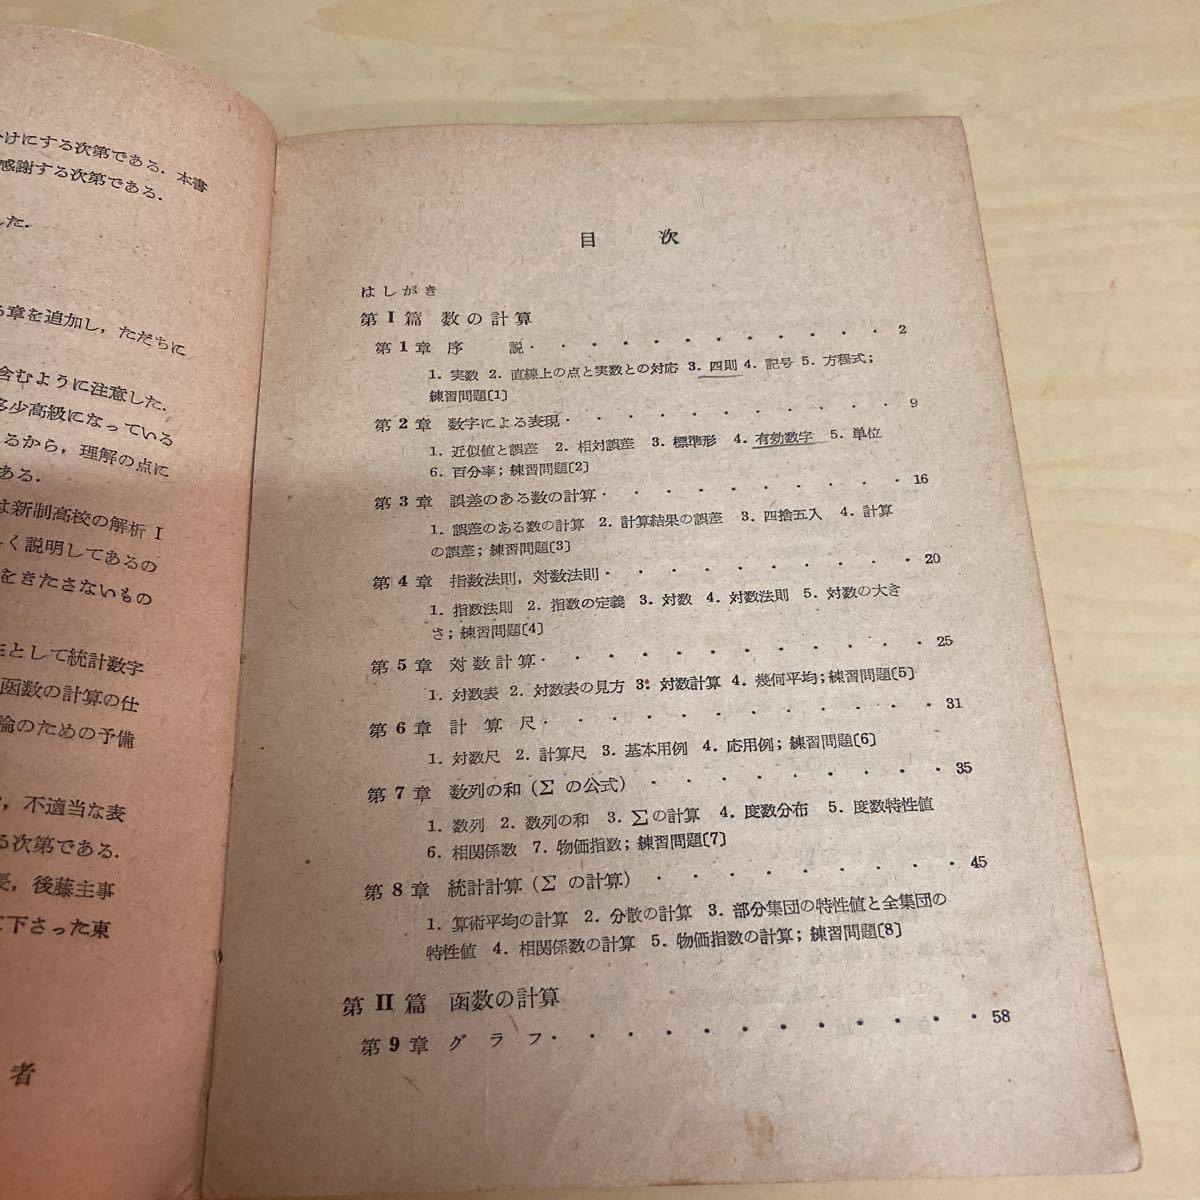 けにする次第である．本書
感謝する次第である．
した．
章を追加し，ただちに
含むように注意した．
多少高級になっている
るから，理解の点に
ある．
は新制高校の解析 I
しく説明してあるの
をきたさないもの
として統計数字
函数の計算の仕
論のための予備
，不適当な表
る次第である．
長，後藤主事
て下さった東
者
目 次
はしがき
第 I 篇 数の計算
第1章 序 説・・・・・・・・・・・2
1．実数 2．直線上の点と実数との対応 3．四則 4．記号 5．方程式；
練習問題〔1〕
第2章 数字による表現・・・・・・・・・・・9
1．近似値と誤差 2．相対誤差 3．標準形 4．有効数字 5．単位
6．百分率；練習問題〔2〕
第3章 誤差のある数の計算・・・・・・・・・・16
1．誤差のある数の計算 2．計算結果の誤差 3．四捨五入 4．計算
の誤差；練習問題〔3〕
第4章 指数法則，対数法則・・・・・・・・・・20
1．指数法則 2．指数の定義 3．対数 4．対数法則 5．対数の大き
さ；練習問題〔4〕
第5章 対数計算・・・・・・・・・・・・25
1．対数表 2．対数表の見方 3．対数計算 4．幾何平均；練習問題〔5〕
第6章 計算尺・・・・・・・・・・・・31
1．対数尺 2．計算尺 3．基本用例 4．応用例；練習問題〔6〕
第7章 数列の和（Σ の公式）・・・・・・・・・35
1．数列 2．数列の和 3．Σの計算 4．度数分布 5．度数特性値
6．相関係数 7．物価指数；練習問題〔7〕
第8章 統計計算（Σ の計算）・・・・・・・・・45
1．算術平均の計算 2．分散の計算 3．部分集団の特性値と全集団の
特性値 4．相関係数の計算 5．物価指数の計算；練習問題〔8〕
第 II 篇 函数の計算
第9章 グラフ・・・・・・・・・・・・58